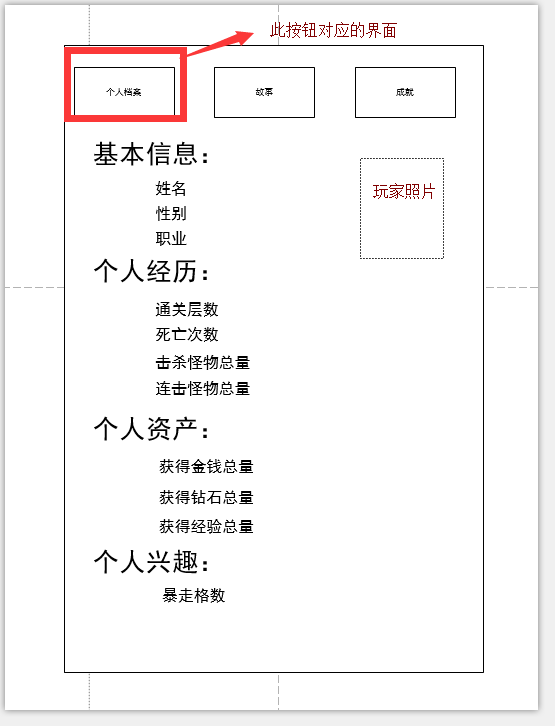 此按钮对应的界面
个人档案
故事
成就
基本信息：
玩家照片
姓名
性别
职业
个人经历：
通关层数
死亡次数
击杀怪物总量
连击怪物总量
个人资产：
获得金钱总量
获得钻石总量
获得经验总量
个人兴趣：
暴走格数